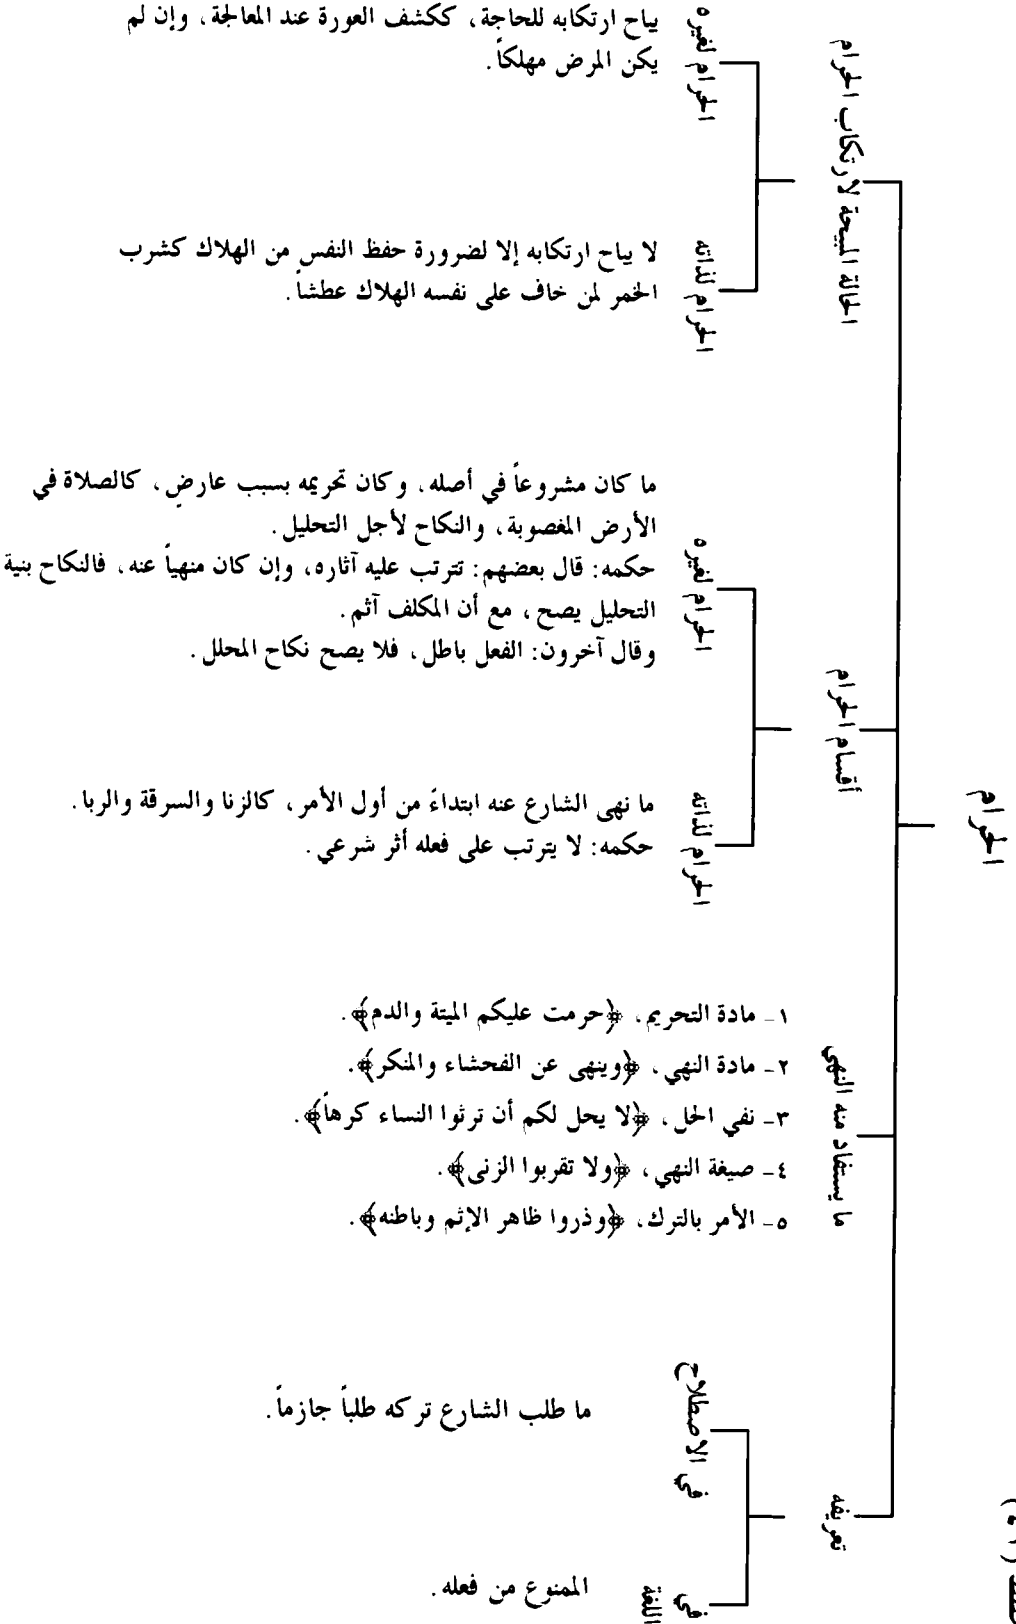 الحرام
تعريفه
في اللغة
الممنوع من فعله.
في الاصطلاح
ما طلب الشارع تركه طلباً جازماً.
ما يستفاد منه النهي
١- مادة التحريم، ﴿حرمت عليكم الميتة والدم﴾.
٢- مادة النهي، ﴿وينهى عن الفحشاء والمنكر﴾.
٣- نفي الحل، ﴿لا يحل لكم أن ترثوا النساء كرهاً﴾.
٤- صيغة النهي، ﴿ولا تقربوا الزنى﴾.
٥- الأمر بالترك، ﴿وذروا ظاهر الإثم وباطنه﴾.
أقسام الحرام
الحرام لذاته
ما نهى الشارع عنه ابتداءً من أول الأمر، كالزنا والسرقة والربا.
حكمه: لا يترتب على فعله أثر شرعي.
الحرام لغيره
ما كان مشروعاً في أصله، وكان تحريمه بسبب عارضٍ، كالصلاة في
الأرض المغصوبة، والنكاح لأجل التحليل.
حكمه: قال بعضهم: تترتب عليه آثاره، وإن كان منهياً عنه، فالنكاح بنية
التحليل يصح، مع أن المكلف آثم.
وقال آخرون: الفعل باطل، فلا يصح نكاح المحلل.
الحالة المبيحة لارتكاب الحرام
الحرام لذاته
لا يباح ارتكابه إلا لضرورة حفظ النفس من الهلاك كشرب
الخمر لمن خاف على نفسه الهلاك عطشاً.
الحرام لغيره
يباح ارتكابه للحاجة، ككشف العورة عند المعالجة، وإن لم
يكن المرض مهلكاً.